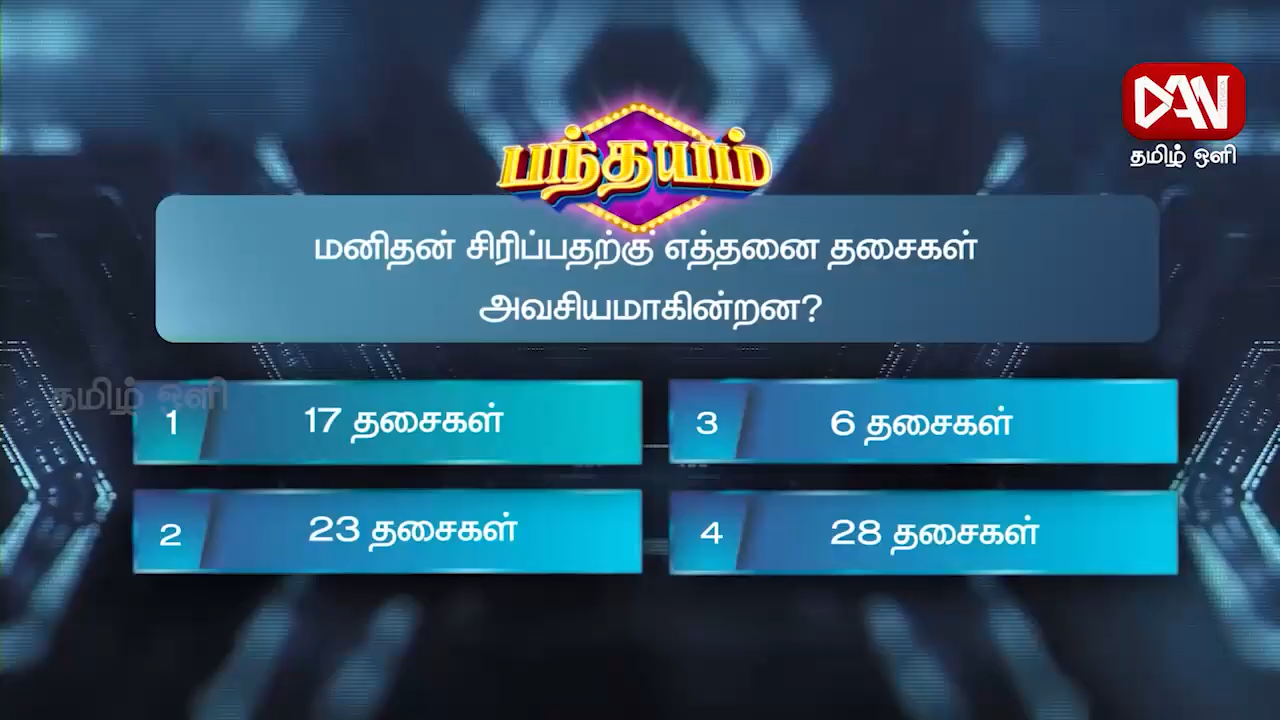 DAN
TELEVISION
தமிழ் ஒளி
பந்தயம்
மனிதன் சிரிப்பதற்கு எத்தனை தசைகள்
அவசியமாகின்றன?
தமிழ் ஒளி
1 17 தசைகள்
2 23 தசைகள்
3 6 தசைகள்
4 28 தசைகள்